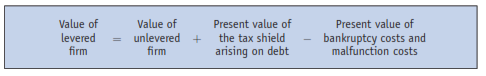 Value of Value of Present value of Present value of
levered = unlevered + the tax shield − bankruptcy costs and
firm firm arising on debt malfunction costs